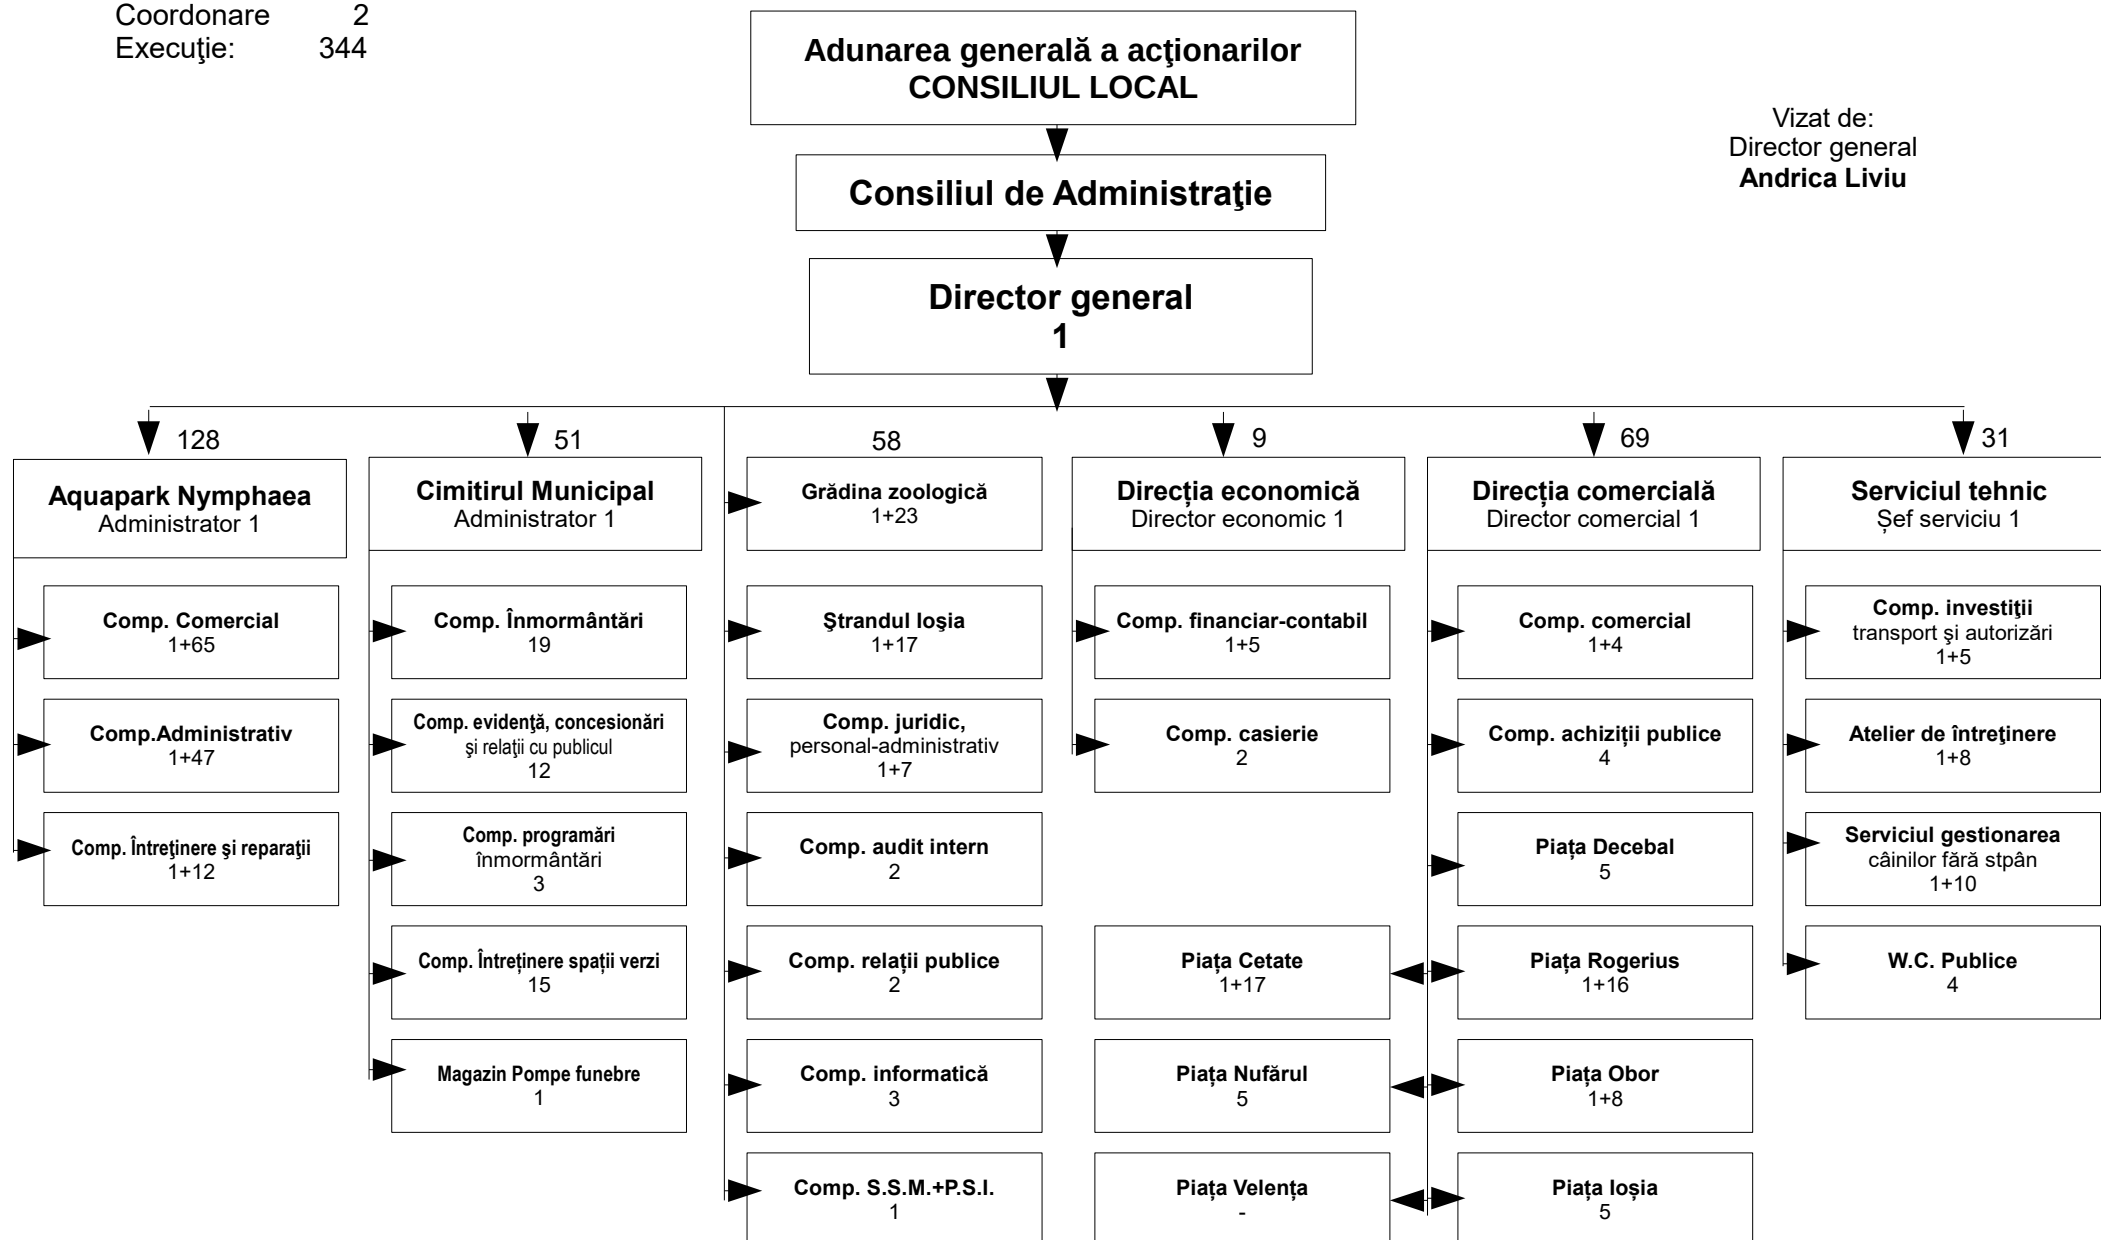 Coordonare 2
Execuţie: 344
Adunarea generală a acţionarilor
CONSILIUL LOCAL
Vizat de:
Director general
Andrica Liviu
Consiliul de Administraţie
Director general
1
128
Aquapark Nymphaea
Administrator 1
Comp. Comercial
1+65
Comp.Administrativ
1+47
Comp. Întreţinere şi reparaţii
1+12
51
Cimitirul Municipal
Administrator 1
Comp. Înmormântări
19
Comp. evidenţă, concesionări
şi relaţii cu publicul
12
Comp. programări
înmormântări
3
Comp. Întreținere spații verzi
15
Magazin Pompe funebre
1
58
Grădina zoologică
1+23
Ştrandul Ioşia
1+17
Comp. juridic,
personal-administrativ
1+7
Comp. audit intern
2
Comp. relații publice
2
Comp. informatică
3
Comp. S.S.M.+P.S.I.
1
9
Direcția economică
Director economic 1
Comp. financiar-contabil
1+5
Comp. casierie
2
Piața Cetate
1+17
Piața Nufărul
5
Piața Velența
-
69
Direcția comercială
Director comercial 1
Comp. comercial
1+4
Comp. achiziții publice
4
Piața Decebal
5
Piața Rogerius
1+16
Piața Obor
1+8
Piața Ioșia
5
31
Serviciul tehnic
Șef serviciu 1
Comp. investiţii
transport şi autorizări
1+5
Atelier de întreţinere
1+8
Serviciul gestionarea
câinilor fără stpân
1+10
W.C. Publice
4